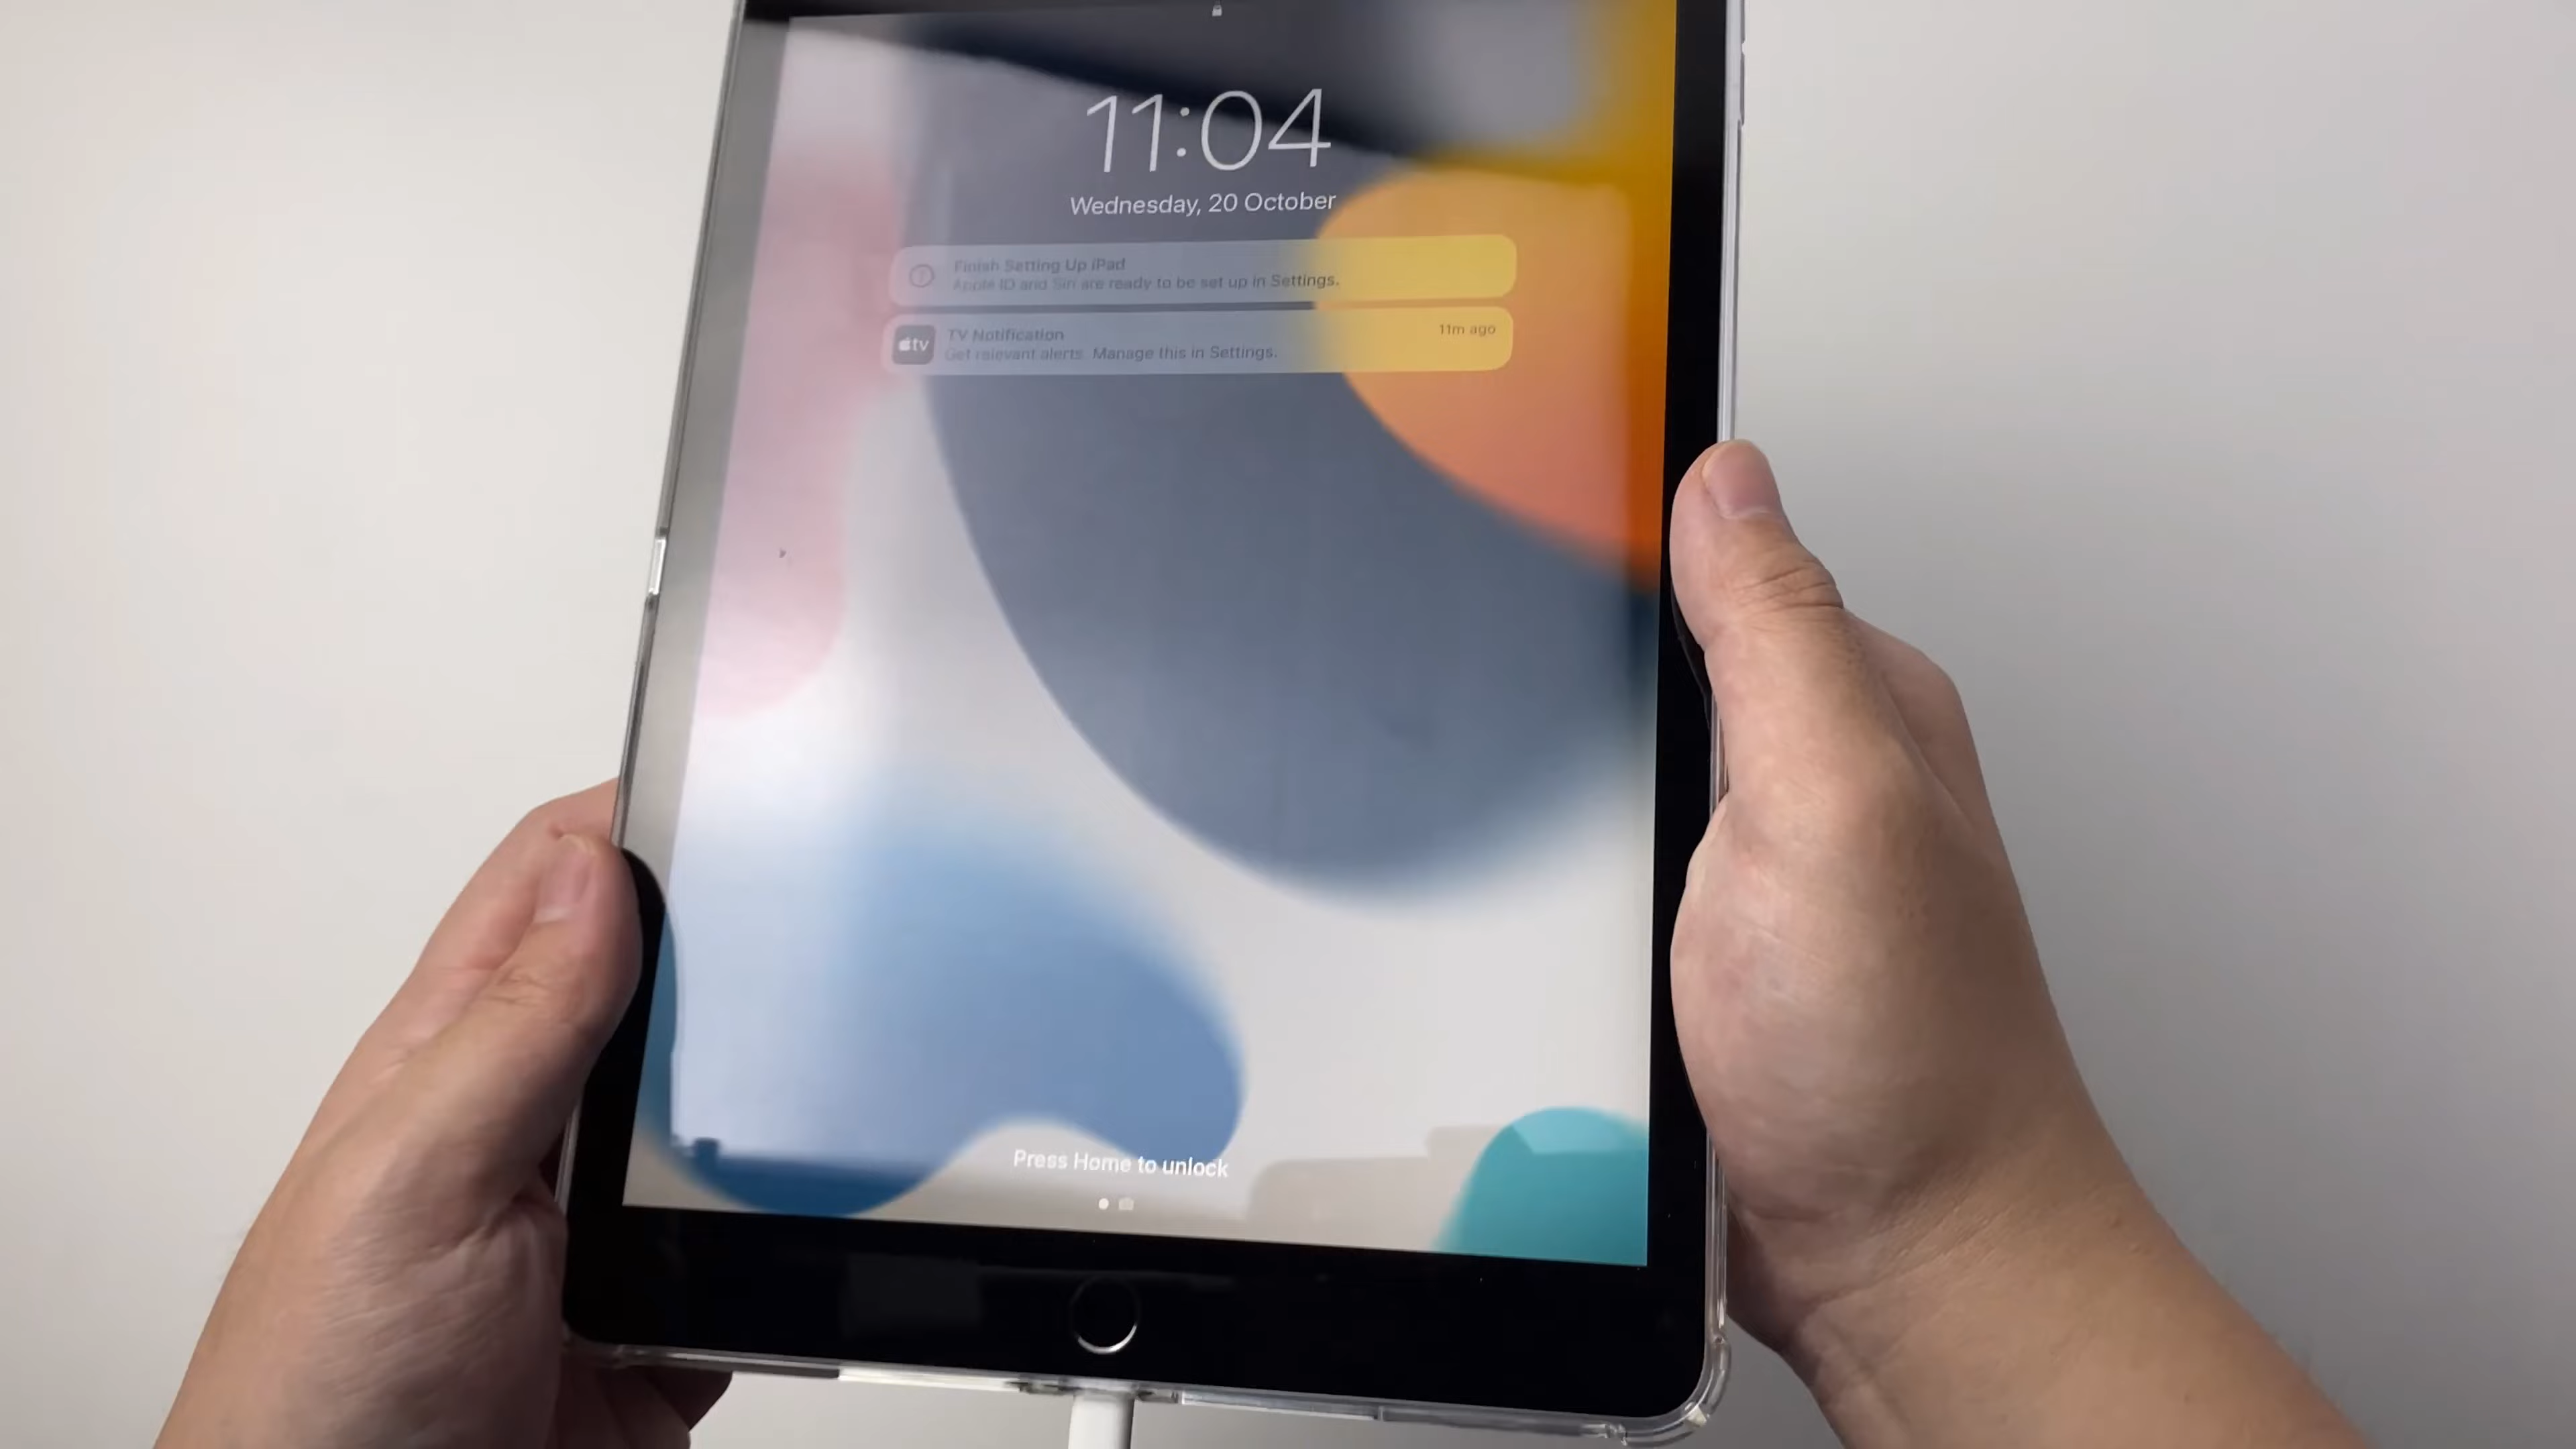 11:04
Wednesday, 20 October
Finish Setting Up iPad
Apple ID and Siri are ready to be set up in Settings.
tv
TV Notification
11m ago
Get relevant alerts. Manage this in Settings.
Press Home to unlock